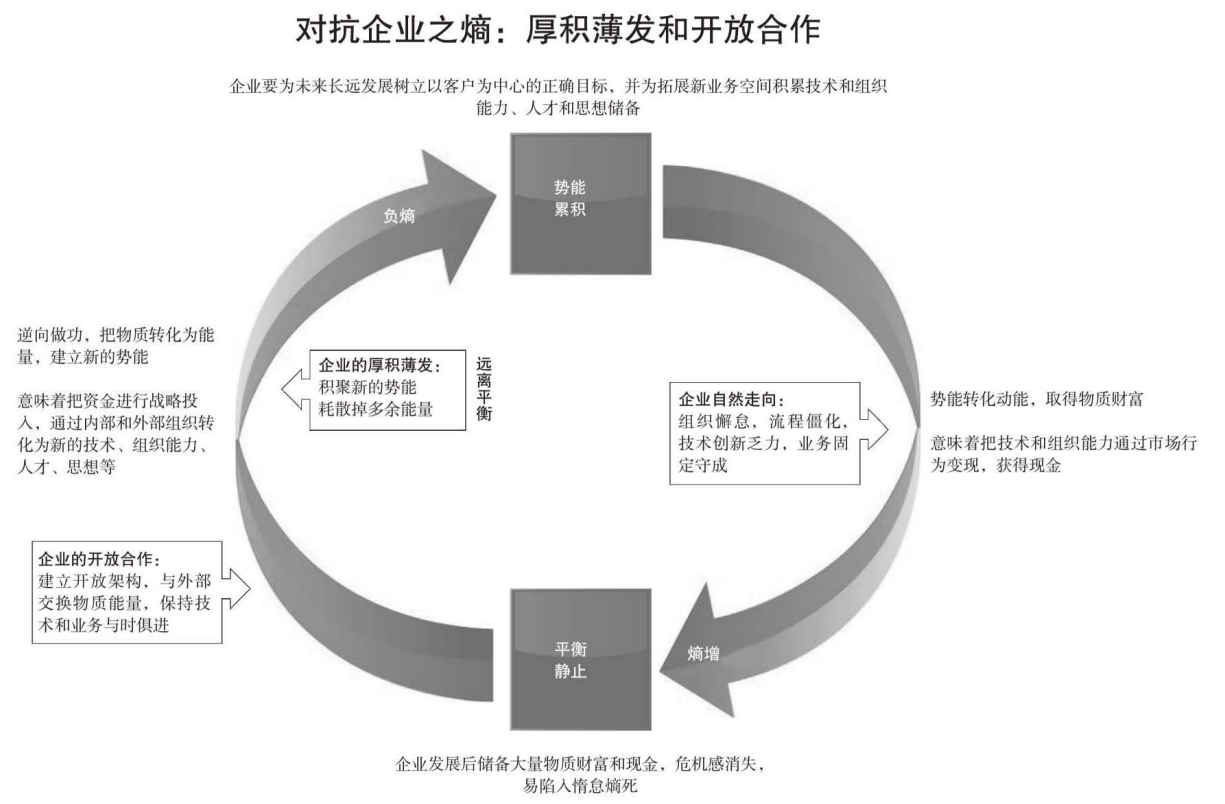 对抗企业之熵：厚积薄发和开放合作
企业要为未来长远发展树立以客户为中心的正确目标，并为拓展新业务空间积累技术和组织
能力、人才和思想储备
势能
累积
负熵
逆向做功，把物质转化为能
量，建立新的势能
意味着把资金进行战略投
入，通过内部和外部组织转
化为新的技术、组织能力、
人才、思想等
企业的厚积薄发：
积聚新的势能
耗散掉多余能量
远离平衡
企业自然走向：
组织懈怠，流程僵化，
技术创新乏力，业务固
定守成
势能转化动能，取得物质财富
意味着把技术和组织能力通过市场行
为变现，获得现金
企业的开放合作：
建立开放架构，与外部
交换物质能量，保持技
术和业务与时俱进
平衡
静止
熵增
企业发展后储备大量物质财富和现金，危机感消失，
易陷入惰怠熵死